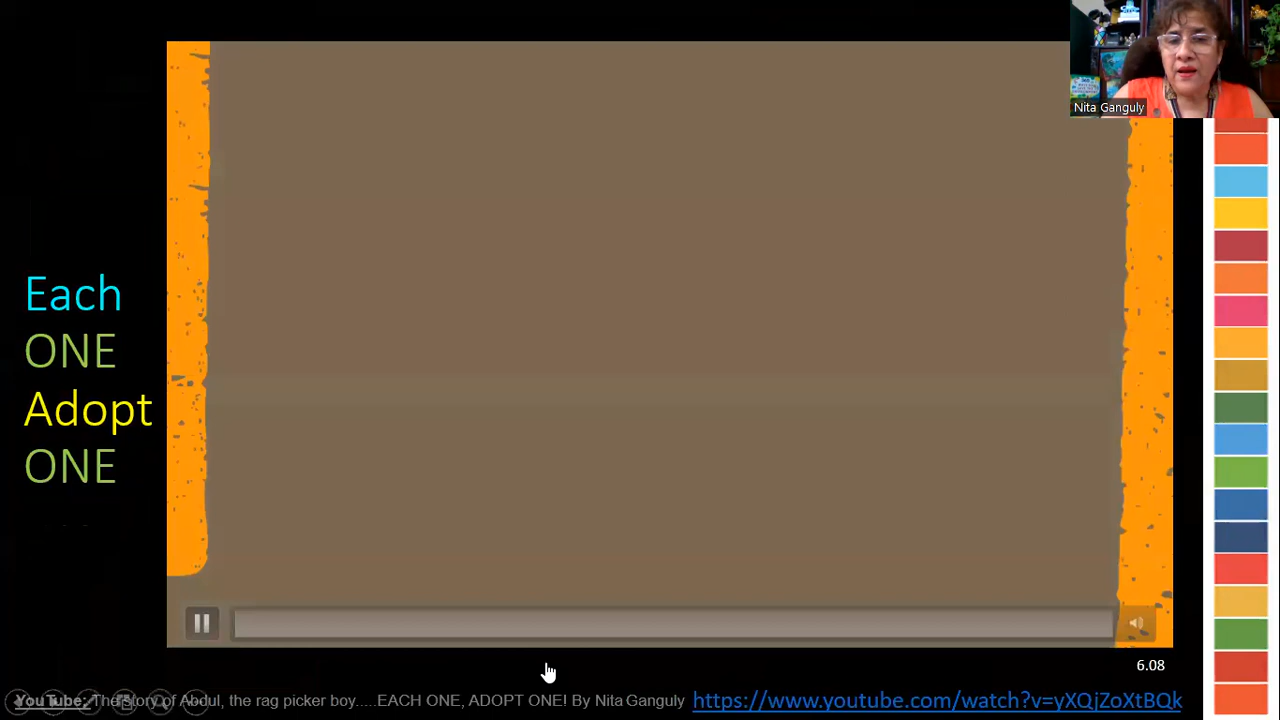 Nita Ganguly
Each
ONE
Adopt
ONE
6.08
YouTube: The Story of Abdul, the rag picker boy.....EACH ONE, ADOPT ONE! By Nita Ganguly https://www.youtube.com/watch?v=yXQjZoXtBQk